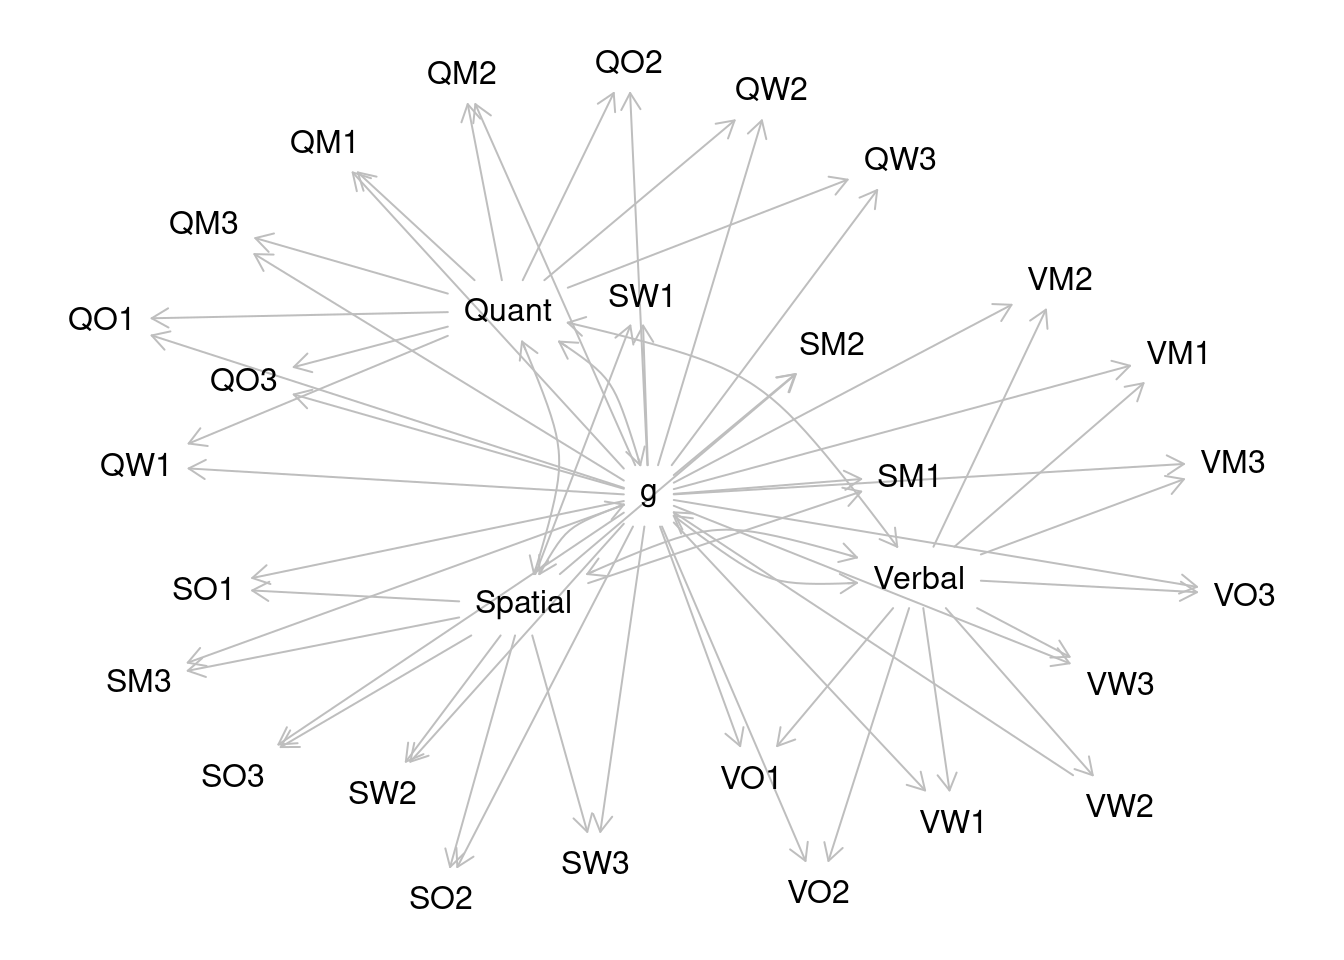 QO2
QM2
QW2
QM1
QW3
QM3
VM2
SW1
Quant
QO1
SM2
VM1
QO3
VM3
QW1
SM1
g
Verbal
SO1
VO3
Spatial
SM3
VW3
SO3
VO1
SW2
VW2
VW1
SW3
VO2
SO2